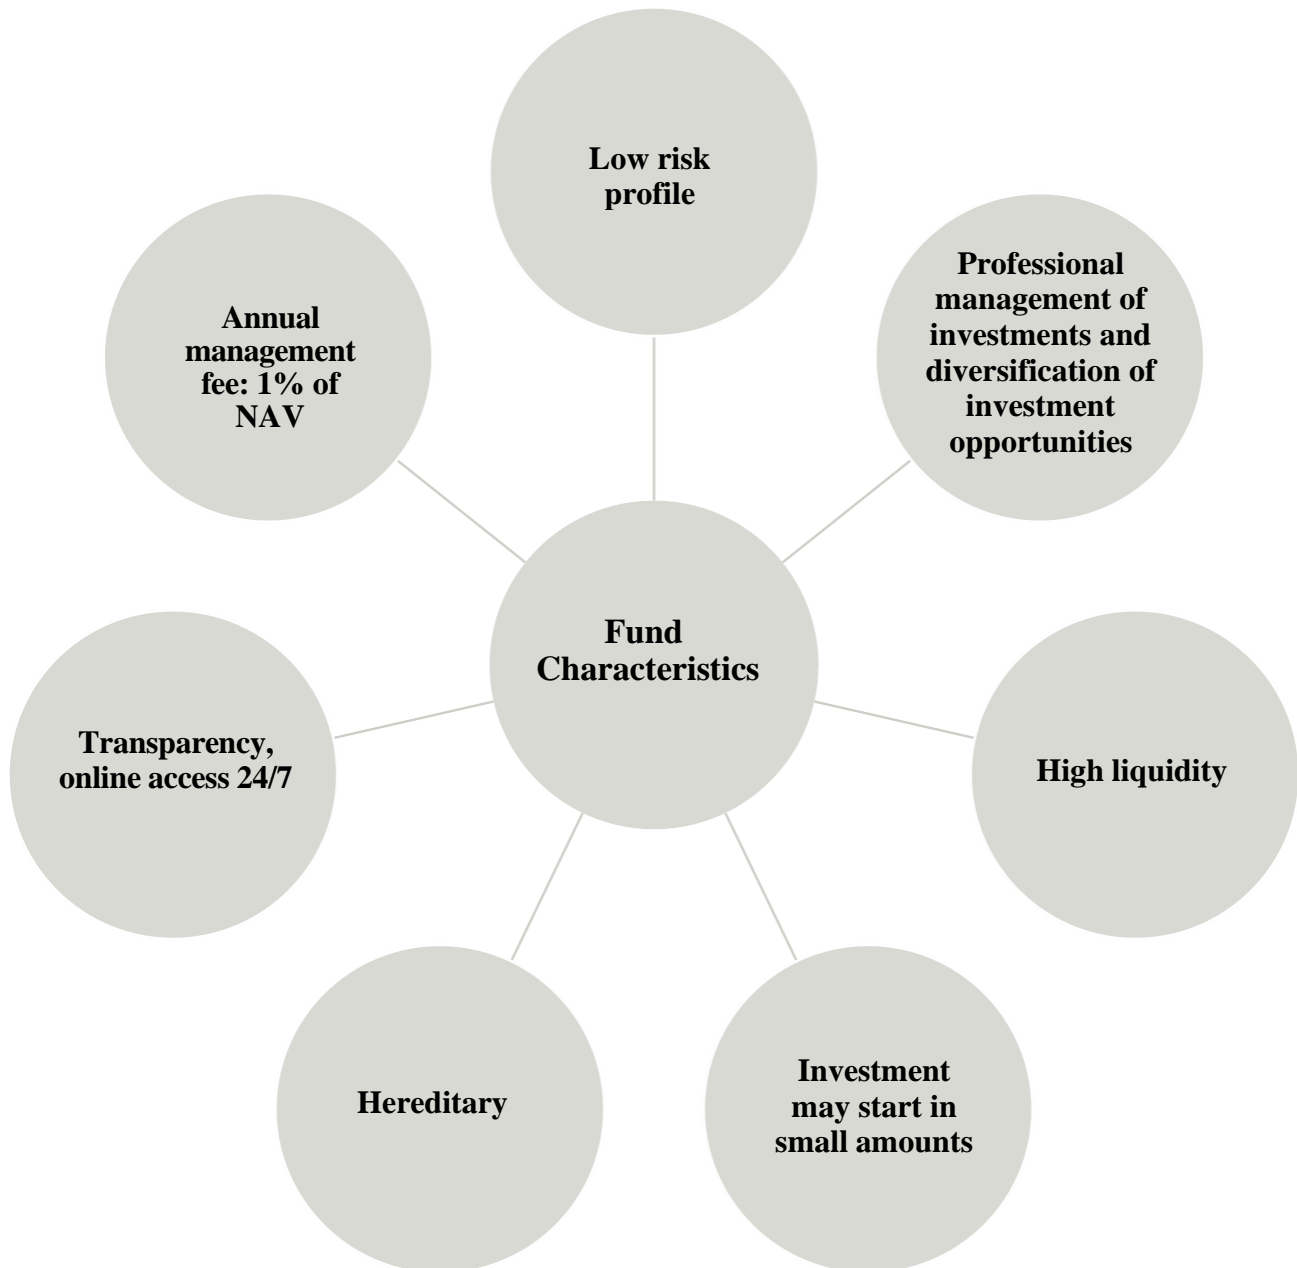 Low risk
profile
Professional
management of
investments and
diversification of
investment
opportunities
High liquidity
Investment
may start in
small amounts
Hereditary
Transparency,
online access 24/7
Annual
management
fee: 1% of
NAV
Fund
Characteristics